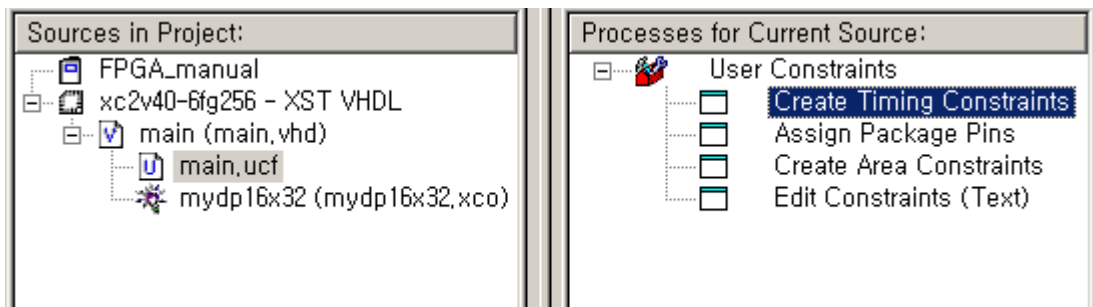 Sources in Project:
FPGA_manual
xc2v40-6fg256 - XST VHDL
main (main,vhd)
main,ucf
mydp16x32 (mydp16x32,xco)
Processes for Current Source:
User Constraints
Create Timing Constraints
Assign Package Pins
Create Area Constraints
Edit Constraints (Text)